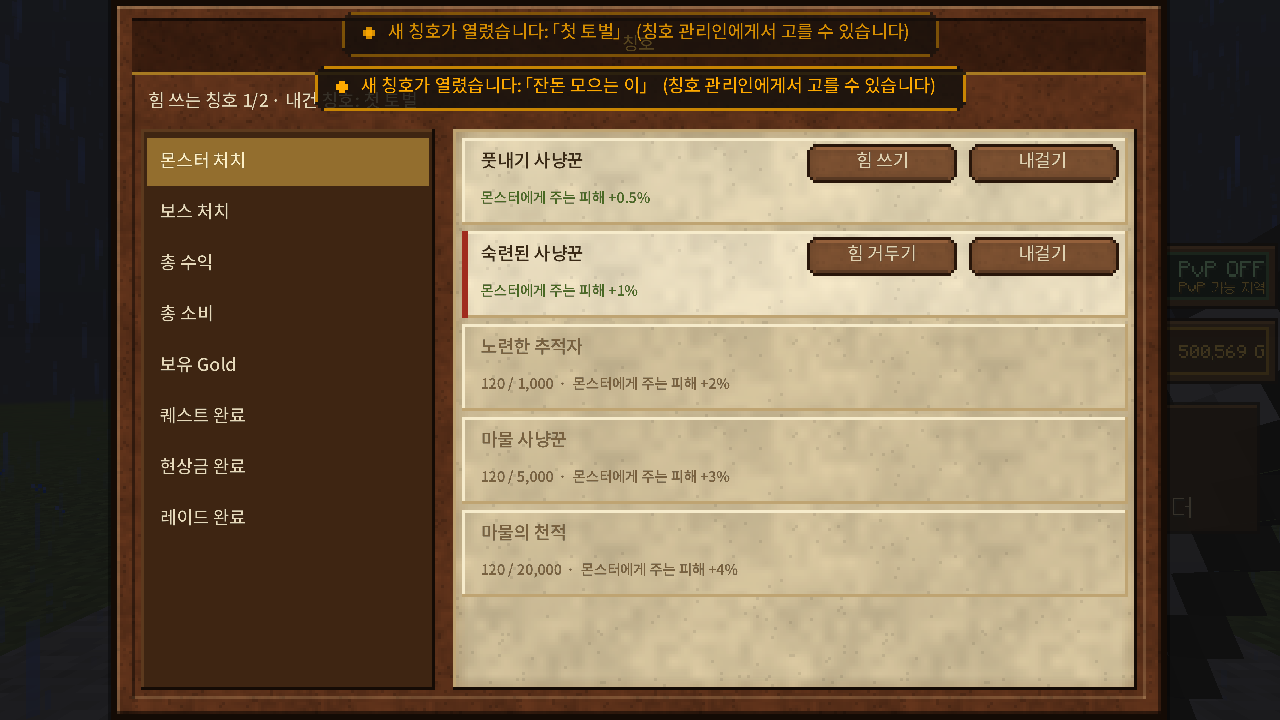 새 칭호가 열렸습니다: 「첫 토벌」 (칭호 관리인에게서 고를 수 있습니다)
칭호
새 칭호가 열렸습니다: 「잔돈 모으는 이」 (칭호 관리인에게서 고를 수 있습니다)
힘 쓰는 칭호 1/2 · 내건 칭호: 첫 토벌
몬스터 처치
보스 처치
총 수익
총 소비
보유 Gold
퀘스트 완료
현상금 완료
레이드 완료
풋내기 사냥꾼
힘 쓰기
내걸기
몬스터에게 주는 피해 +0.5%
숙련된 사냥꾼
힘 거두기
내걸기
몬스터에게 주는 피해 +1%
노련한 추적자
120 / 1,000 · 몬스터에게 주는 피해 +2%
마물 사냥꾼
120 / 5,000 · 몬스터에게 주는 피해 +3%
마물의 천적
120 / 20,000 · 몬스터에게 주는 피해 +4%
PvP OFF
PvP 가능 지역
500,569 G
더